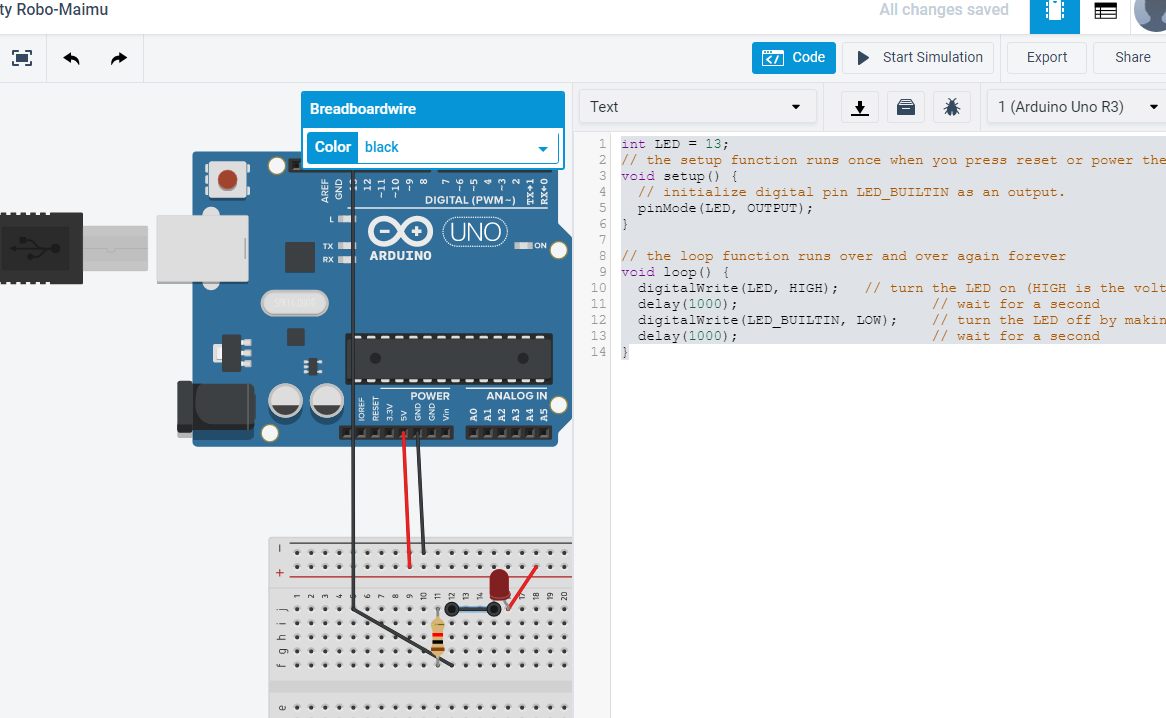 ty Robo-Maimu
All changes saved
Code
Start Simulation
Export
Share
Breadboardwire
Color
black
Text
1 (Arduino Uno R3)
AREF
GND
12
~11
~10
~9
8
7
~6
~5
4
~3
2
TX→1
RX←0
DIGITAL (PWM~)
L
TX
RX
UNO
ON
ARDUINO
POWER
ANALOG IN
IOREF
RESET
3.3V
5V
GND
GND
Vin
A0
A1
A2
A3
A4
A5
1 2 3 4 5 6 7 8 9 10 11 12 13 14 17 18 19 20
j
i
h
g
f
e
1 int LED = 13;
2 // the setup function runs once when you press reset or power the
3 void setup() {
4 // initialize digital pin LED_BUILTIN as an output.
5 pinMode(LED, OUTPUT);
6 }
7
8 // the loop function runs over and over again forever
9 void loop() {
10 digitalWrite(LED, HIGH); // turn the LED on (HIGH is the volt
11 delay(1000); // wait for a second
12 digitalWrite(LED_BUILTIN, LOW); // turn the LED off by makin
13 delay(1000); // wait for a second
14 }